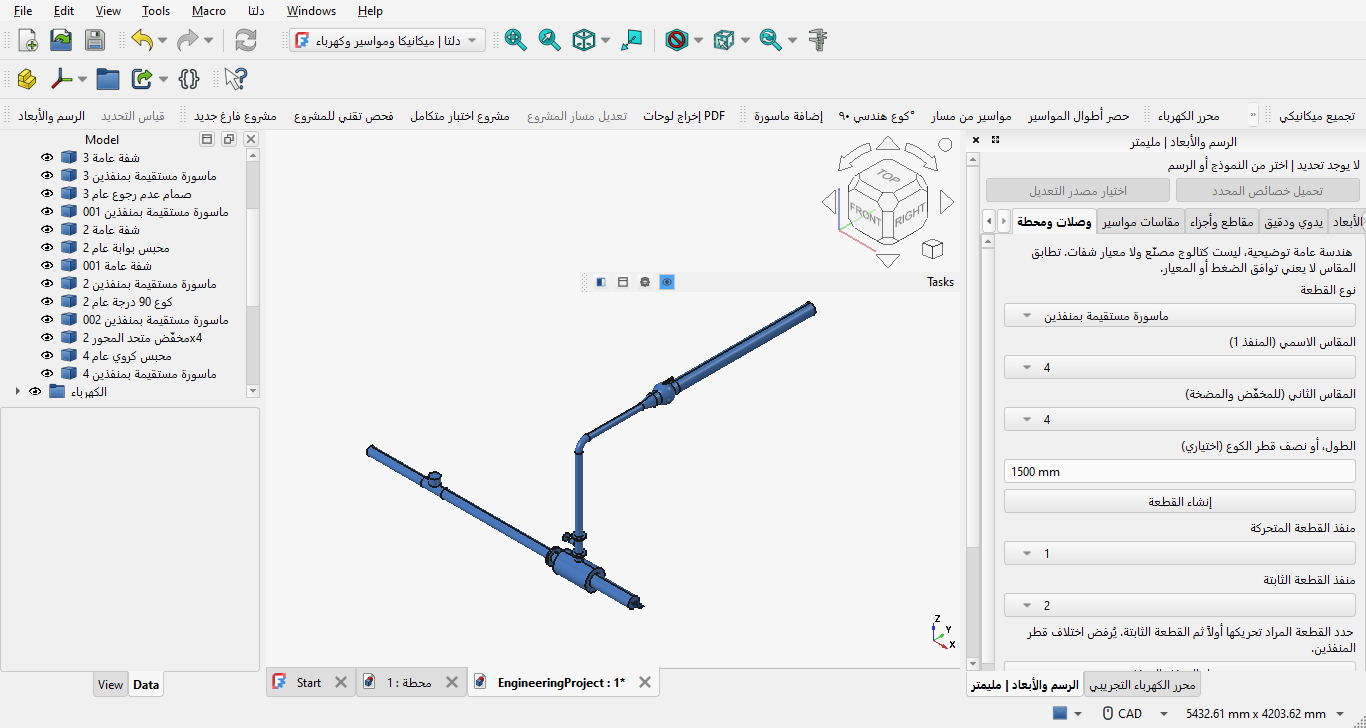 File Edit View Tools Macro دلتا Windows Help
دلتا | ميكانيكا ومواسير وكهرباء
الرسم والأبعاد قياس التحديد مشروع فارغ جديد فحص تقني للمشروع مشروع اختبار متكامل تعديل مسار المشروع PDF إخراج لوحات إضافة ماسورة كوع هندسي ٩٠° مواسير من مسار حصر أطوال المواسير محرر الكهرباء تجميع ميكانيكي
Model
شفة عامة 3
ماسورة مستقيمة بمنفذين 3
صمام عدم رجوع عام 3
ماسورة مستقيمة بمنفذين 001
شفة عامة 2
محبس بوابة عام 2
شفة عامة 001
ماسورة مستقيمة بمنفذين 2
كوع 90 درجة عام 2
ماسورة مستقيمة بمنفذين 002
مخفّض متحد المحور 2x4
محبس كروي عام 4
ماسورة مستقيمة بمنفذين 4
الكهرباء
View Data
TOP
FRONT
RIGHT
Tasks
Z
Y
X
Start
محطة : 1
EngineeringProject : 1*
الرسم والأبعاد | مليمتر
لا يوجد تحديد | اختر من النموذج أو الرسم
اختيار مصدر التعديل
تحميل خصائص المحدد
وصلات ومحطة مقاسات مواسير مقاطع وأجزاء يدوي ودقيق الأبعاد
هندسة عامة توضيحية، ليست كتالوج مصنّع ولا معيار شفات. تطابق
المقاس لا يعني توافق الضغط أو المعيار.
نوع القطعة
ماسورة مستقيمة بمنفذين
المقاس الاسمي (المنفذ 1)
4
المقاس الثاني (للمخفّض والمضخة)
4
الطول، أو نصف قطر الكوع (اختياري)
1500 mm
إنشاء القطعة
منفذ القطعة المتحركة
1
منفذ القطعة الثابتة
2
حدد القطعة المراد تحريكها أولاً ثم القطعة الثابتة. يُرفض اختلاف قطر
المنفذين.
الرسم والأبعاد | مليمتر
محرر الكهرباء التجريبي
CAD
5432.61 mm x 4203.62 mm